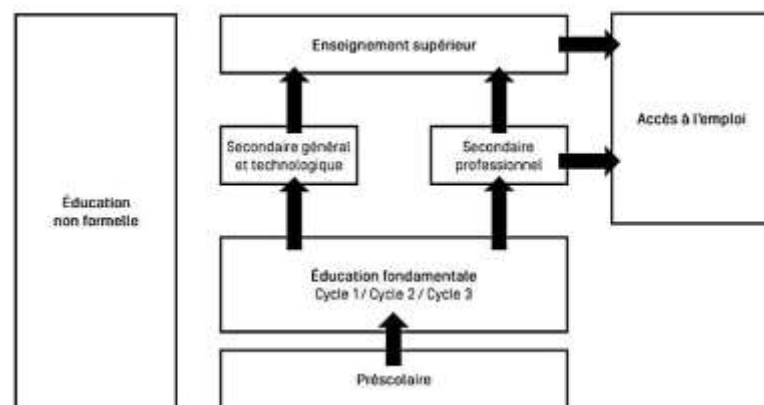 Enseignement supérieur
Accès à l'emploi
Secondaire général
et technologique
Secondaire
professionnel
Éducation
non formelle
Éducation fondamentale
Cycle 1 / Cycle 2 / Cycle 3
Préscolaire